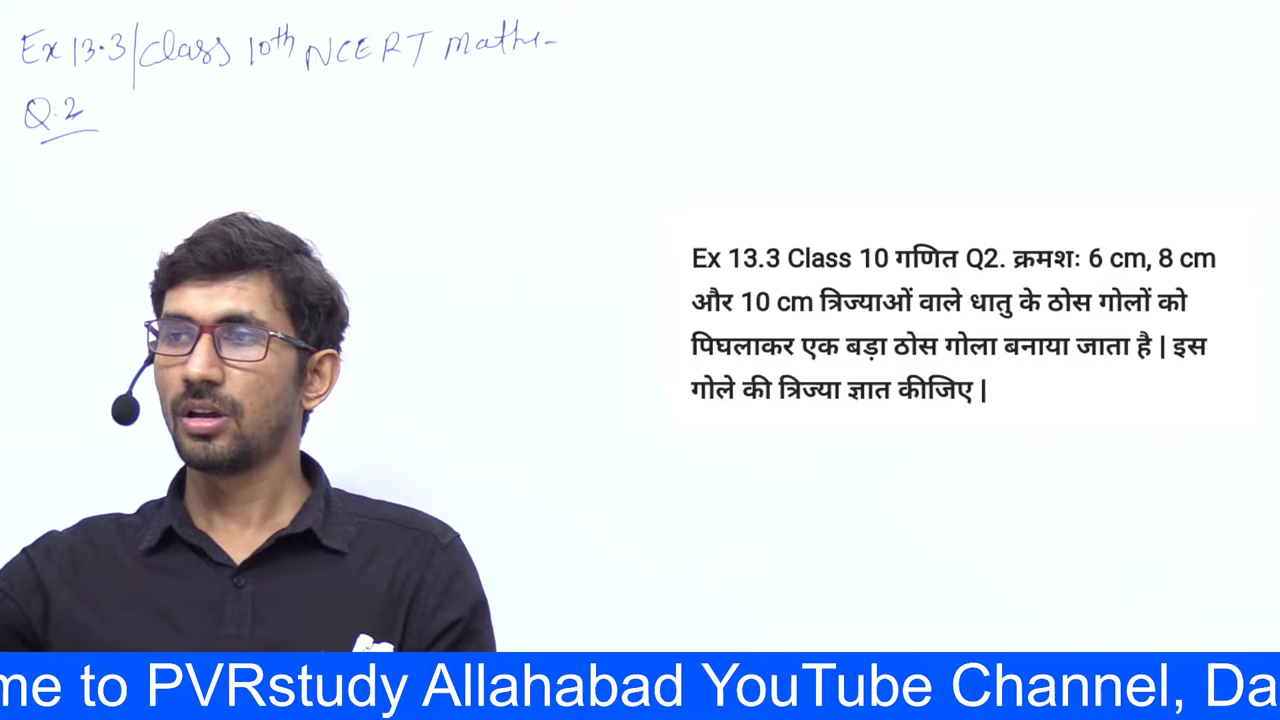 Ex 13.3/Class 10th NCERT Maths-
Q.2
Ex 13.3 Class 10 गणित Q2. क्रमशः 6 cm, 8 cm
और 10 cm त्रिज्याओं वाले धातु के ठोस गोलों को
पिघलाकर एक बड़ा ठोस गोला बनाया जाता है | इस
गोले की त्रिज्या ज्ञात कीजिए |
me to PVRstudy Allahabad YouTube Channel, Da